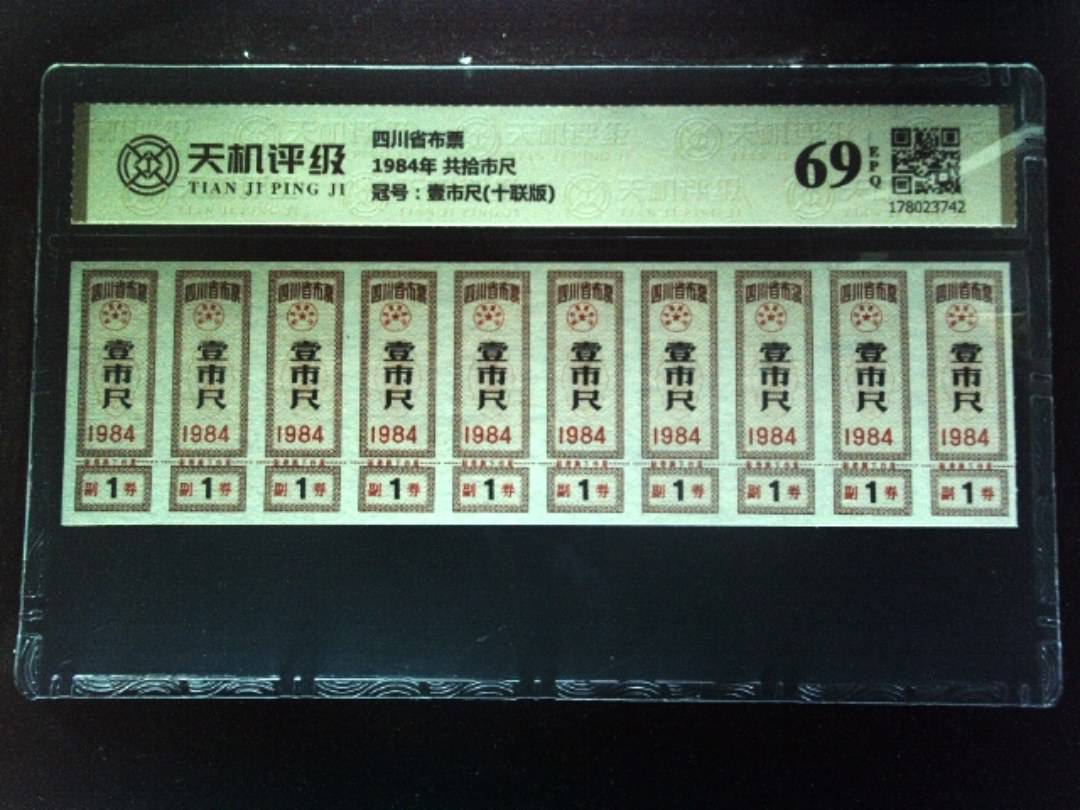 天机评级
TIAN JI PING JI
四川省布票
1984年 共拾市尺
冠号：壹市尺(十联版)
69
EPQ
178023742
四川省布票 四川省布票 四川省布票 四川省布票 四川省布票 四川省布票 四川省布票 四川省布票 四川省布票 四川省布票
壹市尺 壹市尺 壹市尺 壹市尺 壹市尺 壹市尺 壹市尺 壹市尺 壹市尺 壹市尺
1984 1984 1984 1984 1984 1984 1984 1984 1984 1984
副1券 副1券 副1券 副1券 副1券 副1券 副1券 副1券 副1券 副1券